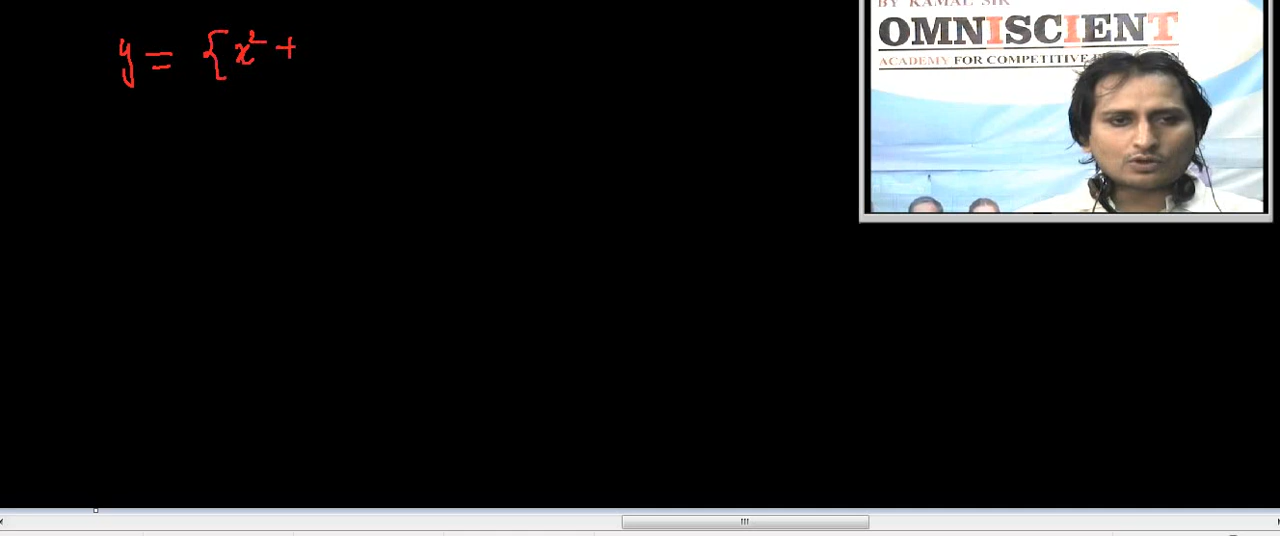 y = {x² +
BY KAMAL SIR
OMNISCIENT
ACADEMY FOR COMPETITIVE